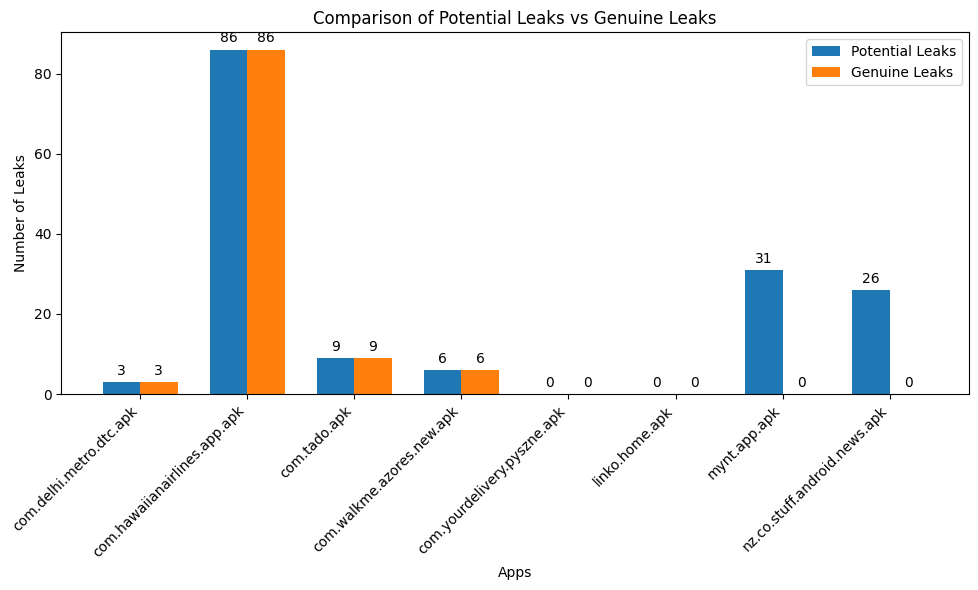 Comparison of Potential Leaks vs Genuine Leaks
Potential Leaks
Genuine Leaks
Number of Leaks
80
60
40
20
0
3 3
86 86
9 9
6 6
0 0
0 0
31 0
26 0
com.delhi.metro.dtc.apk
com.hawaiianairlines.app.apk
com.tado.apk
com.walkme.azores.new.apk
com.yourdelivery.pyszne.apk
linko.home.apk
mynt.app.apk
nz.co.stuff.android.news.apk
Apps